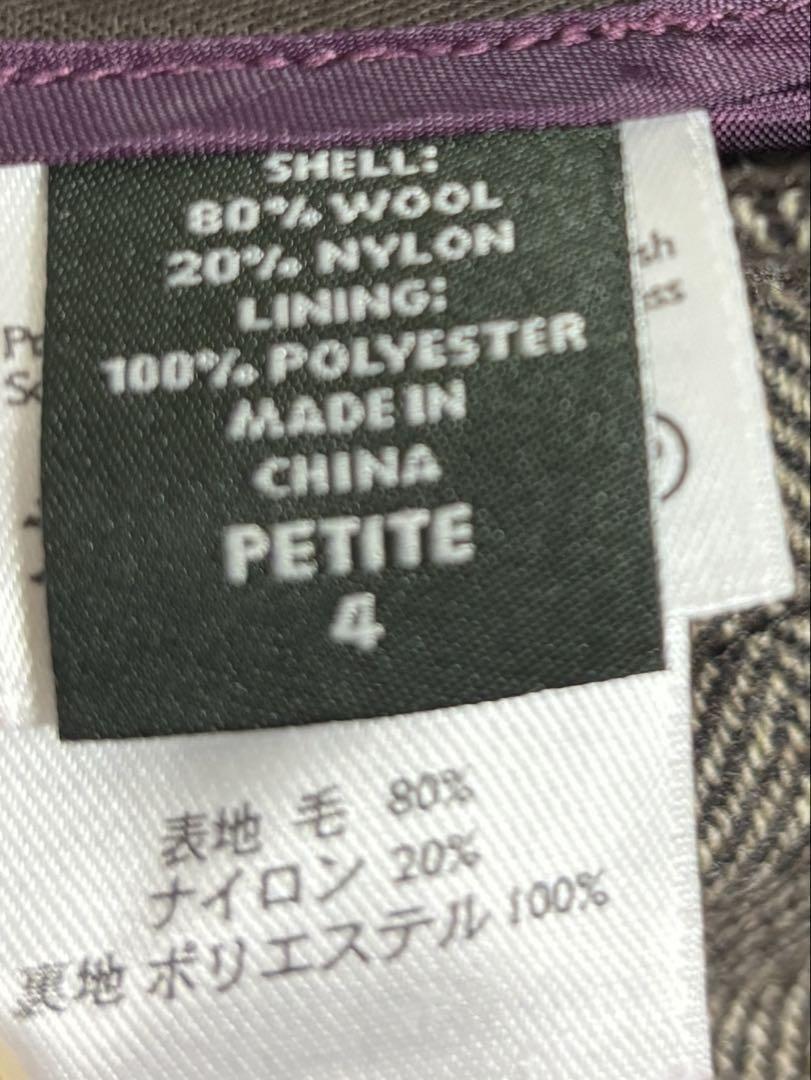 SHELL:
80% WOOL
20% NYLON
LINING:
100% POLYESTER
MADE IN
CHINA
PETITE
4
表地 毛 80%
ナイロン 20%
裏地 ポリエステル 100%